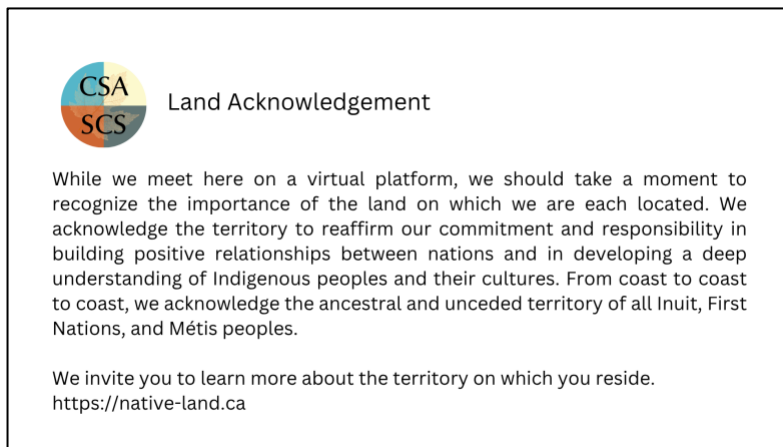 CSA
SCS
Land Acknowledgement
While we meet here on a virtual platform, we should take a moment to
recognize the importance of the land on which we are each located. We
acknowledge the territory to reaffirm our commitment and responsibility in
building positive relationships between nations and in developing a deep
understanding of Indigenous peoples and their cultures. From coast to coast
to coast, we acknowledge the ancestral and unceded territory of all Inuit, First
Nations, and Métis peoples.
We invite you to learn more about the territory on which you reside.
https://native-land.ca